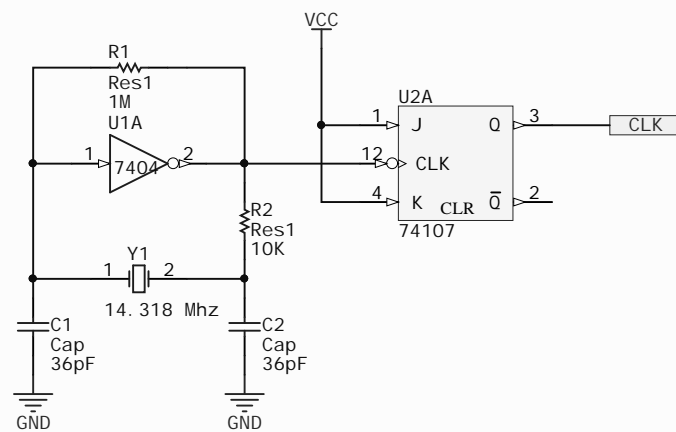 VCC
R1
Res1
1M
U1A
1
7404
2
R2
Res1
10K
Y1
1
2
14.318 Mhz
C1
Cap
36pF
C2
Cap
36pF
GND
GND
U2A
1
J
Q
3
CLK
12
CLK
4
K
CLR
Q̅
2
74107